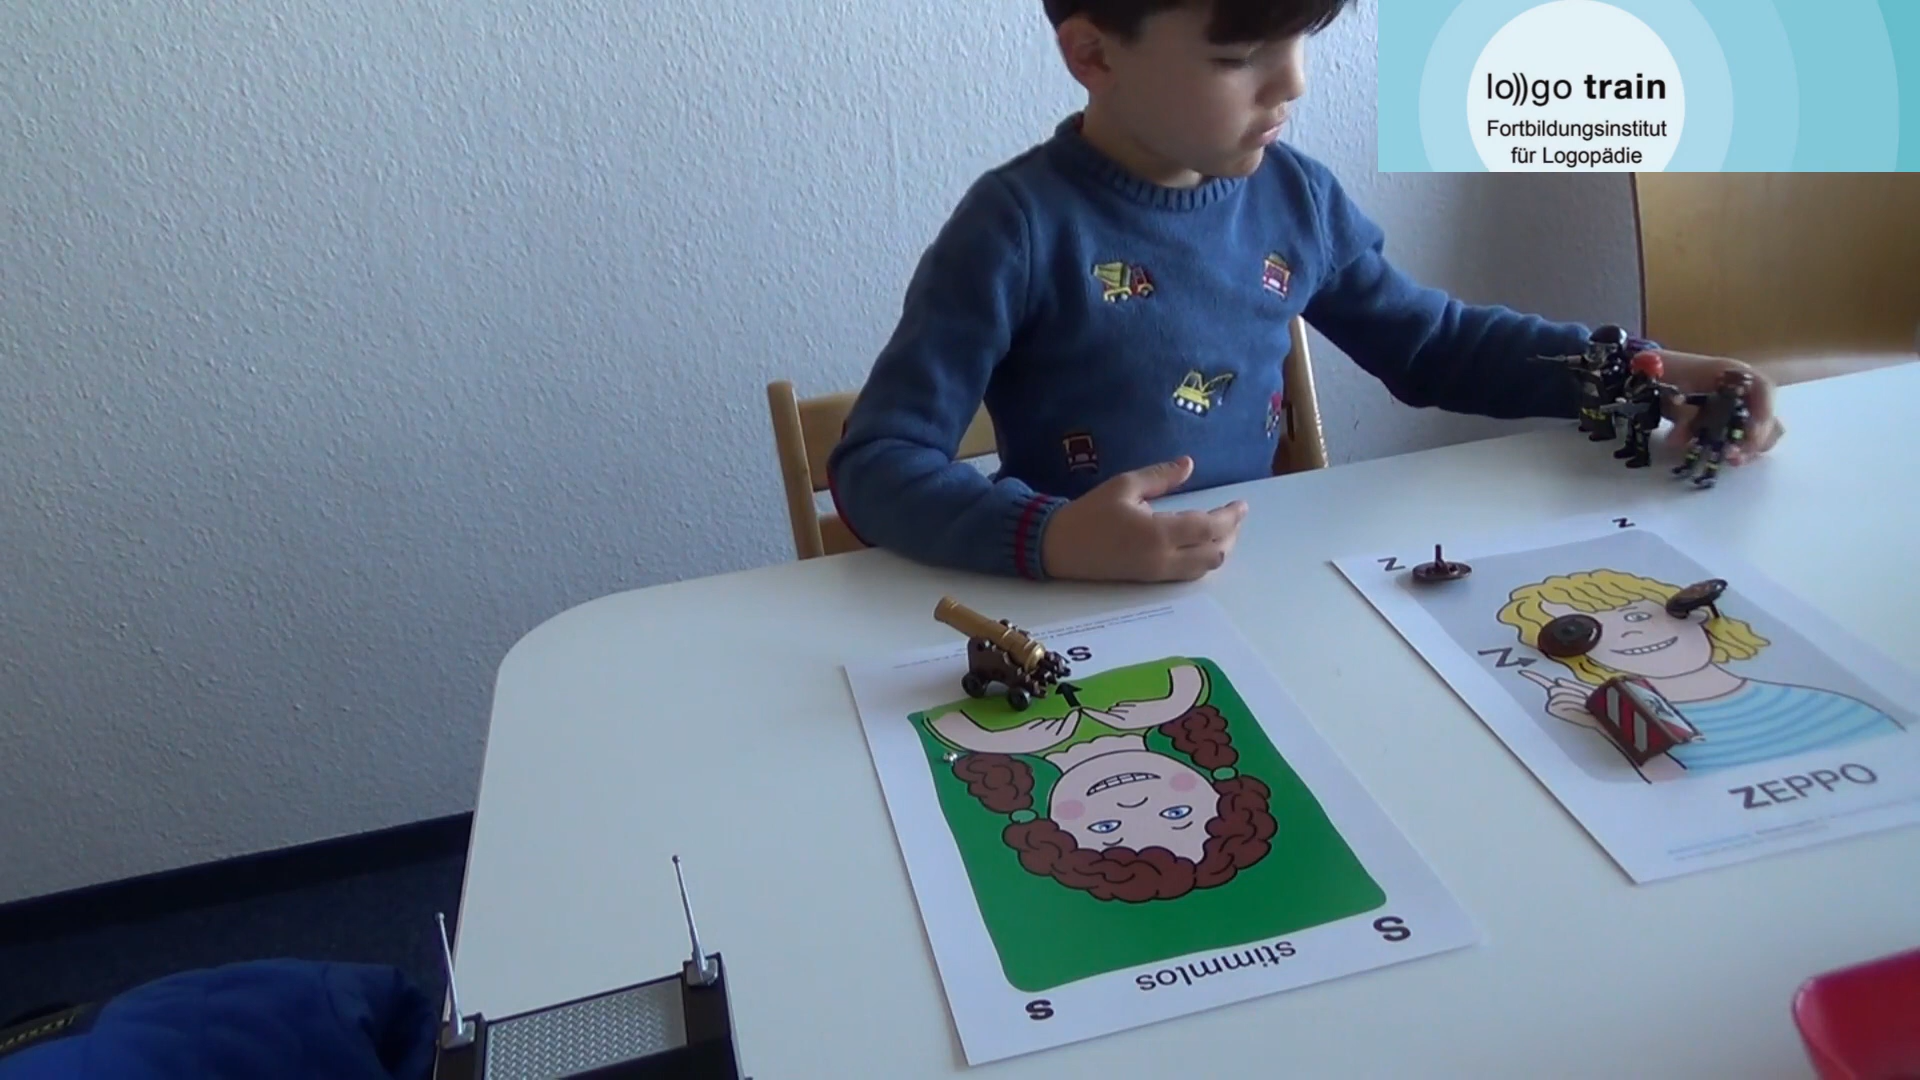 lo))go train
Fortbildungsinstitut
für Logopädie
z
z
Z
ZEPPO
s
S
stimmlos
s